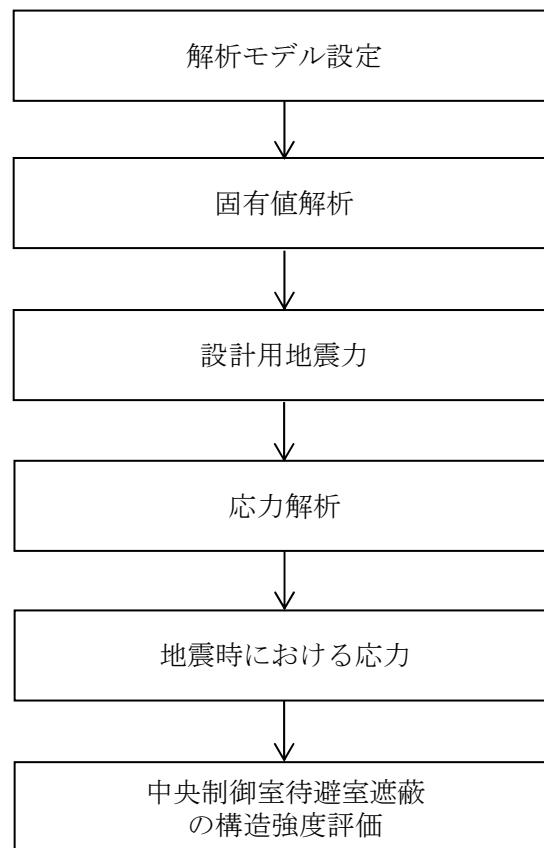 解析モデル設定
固有値解析
設計用地震力
応力解析
地震時における応力
中央制御室待避室遮蔽
の構造強度評価